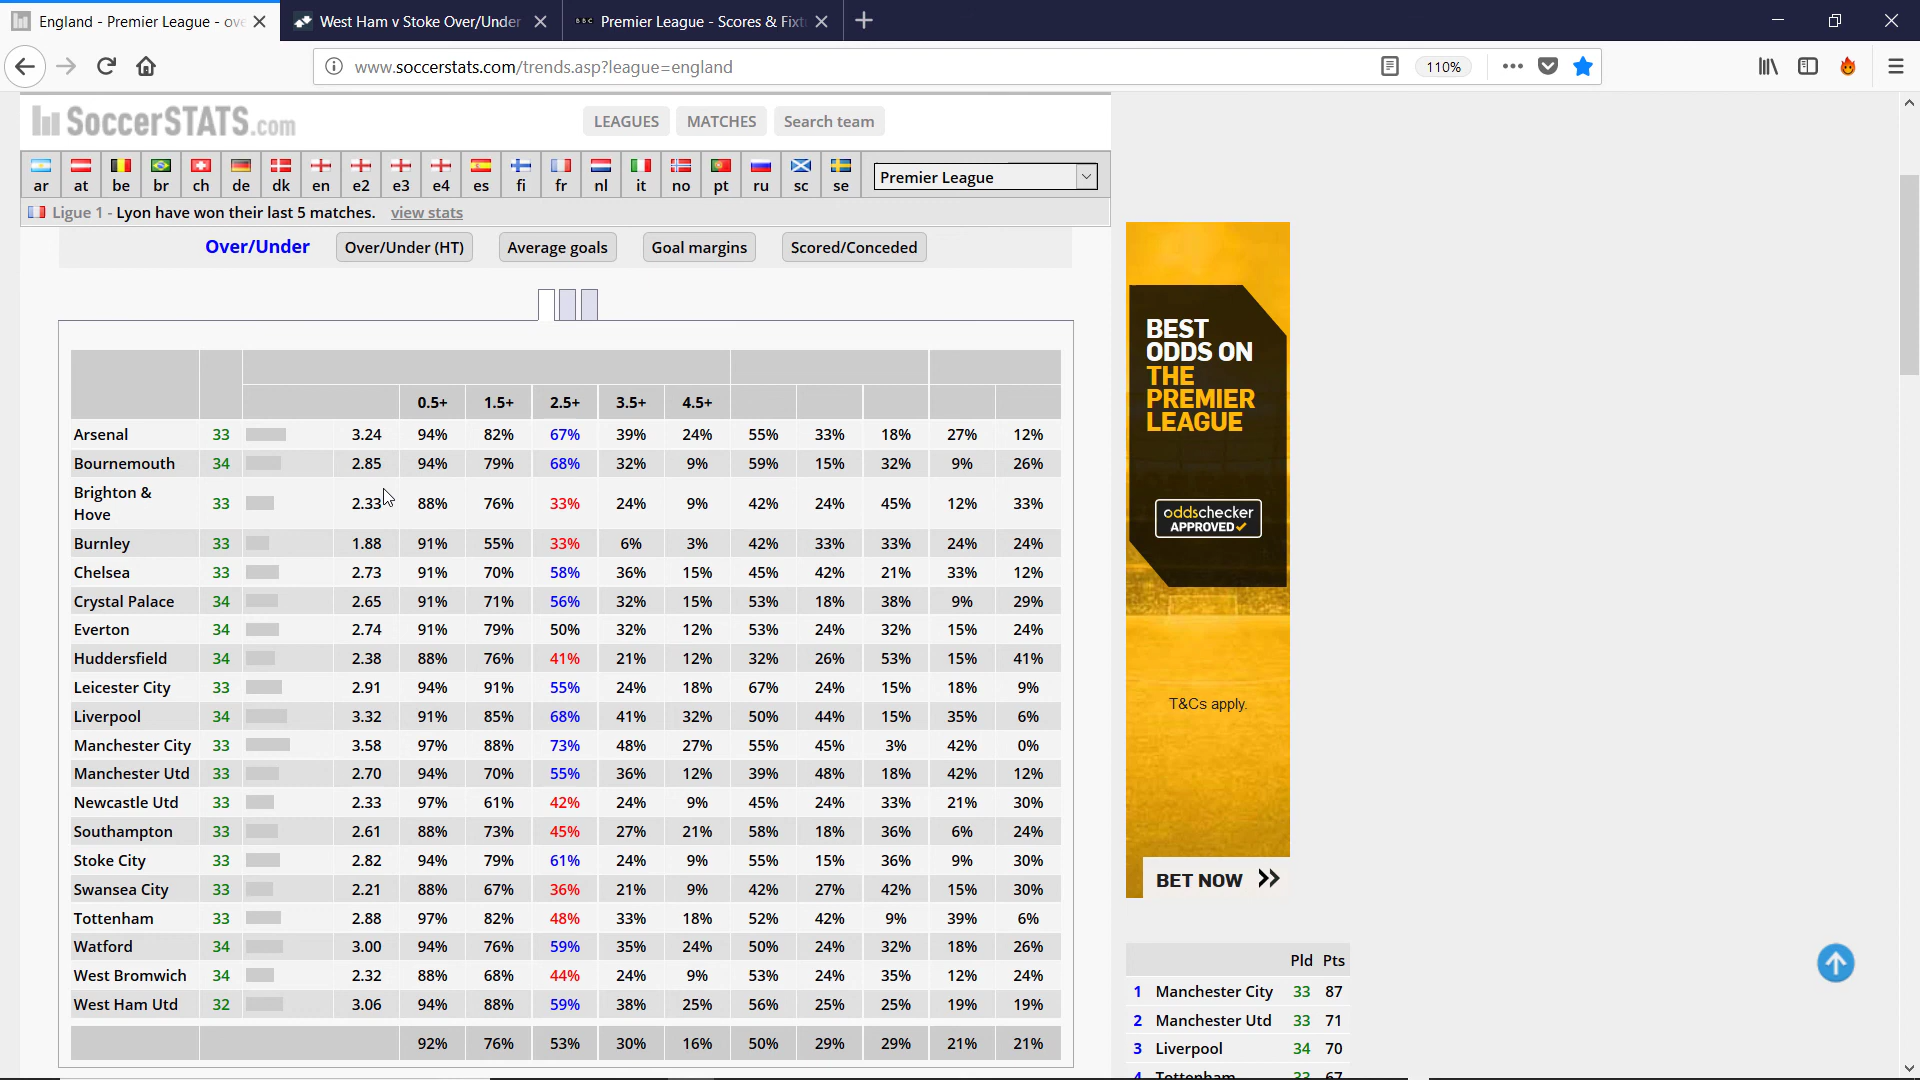 England - Premier League - ove
West Ham v Stoke Over/Under
BBC Premier League - Scores & Fixt
www.soccerstats.com/trends.asp?league=england
110%
SoccerSTATS.com
LEAGUES MATCHES Search team
ar at be br ch de dk en e2 e3 e4 es fi fr nl it no pt ru sc se Premier League
Ligue 1 - Lyon have won their last 5 matches. view stats
Over/Under Over/Under (HT) Average goals Goal margins Scored/Conceded
0.5+ 1.5+ 2.5+ 3.5+ 4.5+
Arsenal 33 3.24 94% 82% 67% 39% 24% 55% 33% 18% 27% 12%
Bournemouth 34 2.85 94% 79% 68% 32% 9% 59% 15% 32% 9% 26%
Brighton &
Hove 33 2.33 88% 76% 33% 24% 9% 42% 24% 45% 12% 33%
Burnley 33 1.88 91% 55% 33% 6% 3% 42% 33% 33% 24% 24%
Chelsea 33 2.73 91% 70% 58% 36% 15% 45% 42% 21% 33% 12%
Crystal Palace 34 2.65 91% 71% 56% 32% 15% 53% 18% 38% 9% 29%
Everton 34 2.74 91% 79% 50% 32% 12% 53% 24% 32% 15% 24%
Huddersfield 34 2.38 88% 76% 41% 21% 12% 32% 26% 53% 15% 41%
Leicester City 33 2.91 94% 91% 55% 24% 18% 67% 24% 15% 18% 9%
Liverpool 34 3.32 91% 85% 68% 41% 32% 50% 44% 15% 35% 6%
Manchester City 33 3.58 97% 88% 73% 48% 27% 55% 45% 3% 42% 0%
Manchester Utd 33 2.70 94% 70% 55% 36% 12% 39% 48% 18% 42% 12%
Newcastle Utd 33 2.33 97% 61% 42% 24% 9% 45% 24% 33% 21% 30%
Southampton 33 2.61 88% 73% 45% 27% 21% 58% 18% 36% 6% 24%
Stoke City 33 2.82 94% 79% 61% 24% 9% 55% 15% 36% 9% 30%
Swansea City 33 2.21 88% 67% 36% 21% 9% 42% 27% 42% 15% 30%
Tottenham 33 2.88 97% 82% 48% 33% 18% 52% 42% 9% 39% 6%
Watford 34 3.00 94% 76% 59% 35% 24% 50% 24% 32% 18% 26%
West Bromwich 34 2.32 88% 68% 44% 24% 9% 53% 24% 35% 12% 24%
West Ham Utd 32 3.06 94% 88% 59% 38% 25% 56% 25% 25% 19% 19%
92% 76% 53% 30% 16% 50% 29% 29% 21% 21%
BEST
ODDS ON
THE
PREMIER
LEAGUE
oddschecker
APPROVED
T&Cs apply.
BET NOW
Pld Pts
1 Manchester City 33 87
2 Manchester Utd 33 71
3 Liverpool 34 70
4 Tottenham 33 67